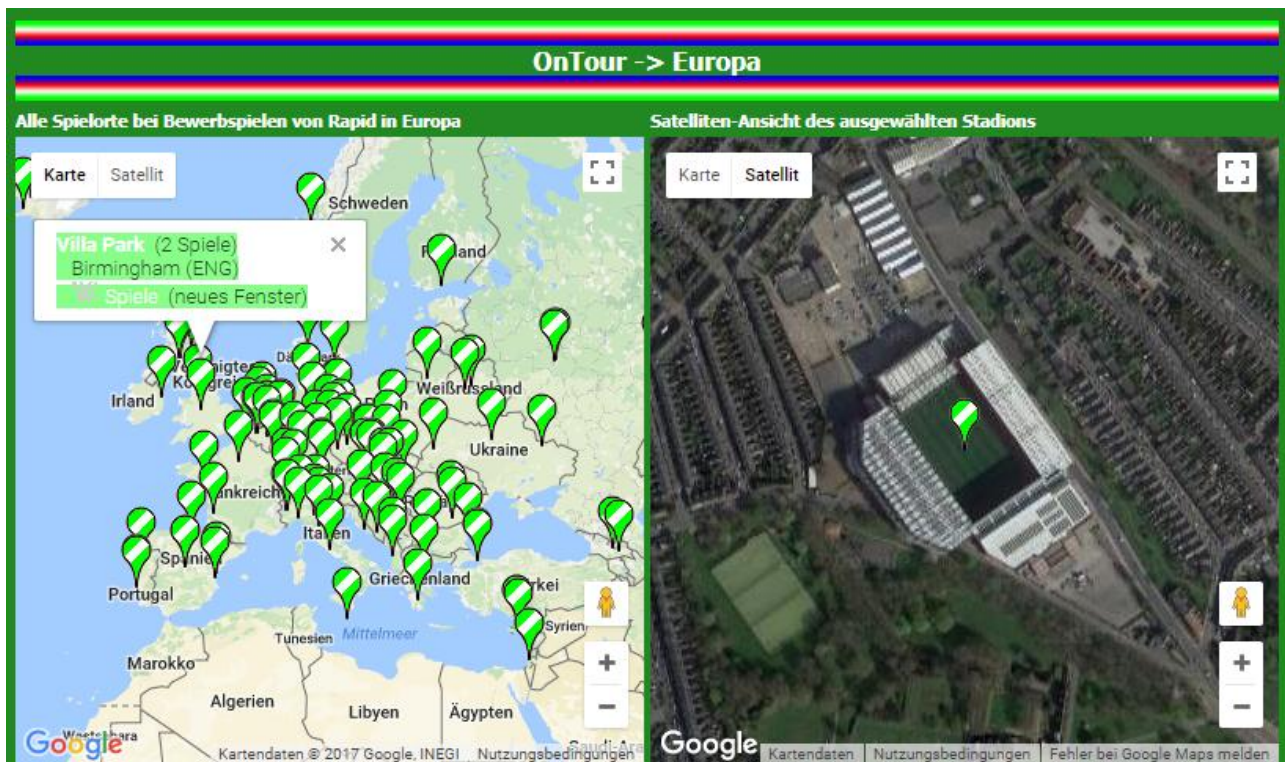 OnTour -> Europa
Alle Spielorte bei Bewerbspielen von Rapid in Europa
Satelliten-Ansicht des ausgewählten Stadions
Karte Satellit
Karte Satellit
Schweden
Villa Park (2 Spiele)
Birmingham (ENG)
Spiele (neues Fenster)
Irland
Weißrussland
Ukraine
Italien
Griechenland
Portugal
Syrien
Tunesien Mittelmeer
Marokko
Algerien
Libyen
Ägypten
Google
Kartendaten © 2017 Google, INEGI Nutzungsbedingungen
Google
Kartendaten Nutzungsbedingungen Fehler bei Google Maps melden